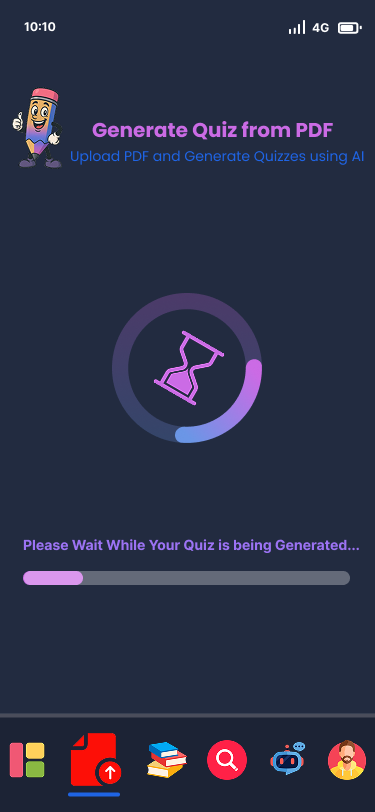 10:10
4G
Generate Quiz from PDF
Upload PDF and Generate Quizzes using AI
Please Wait While Your Quiz is being Generated...